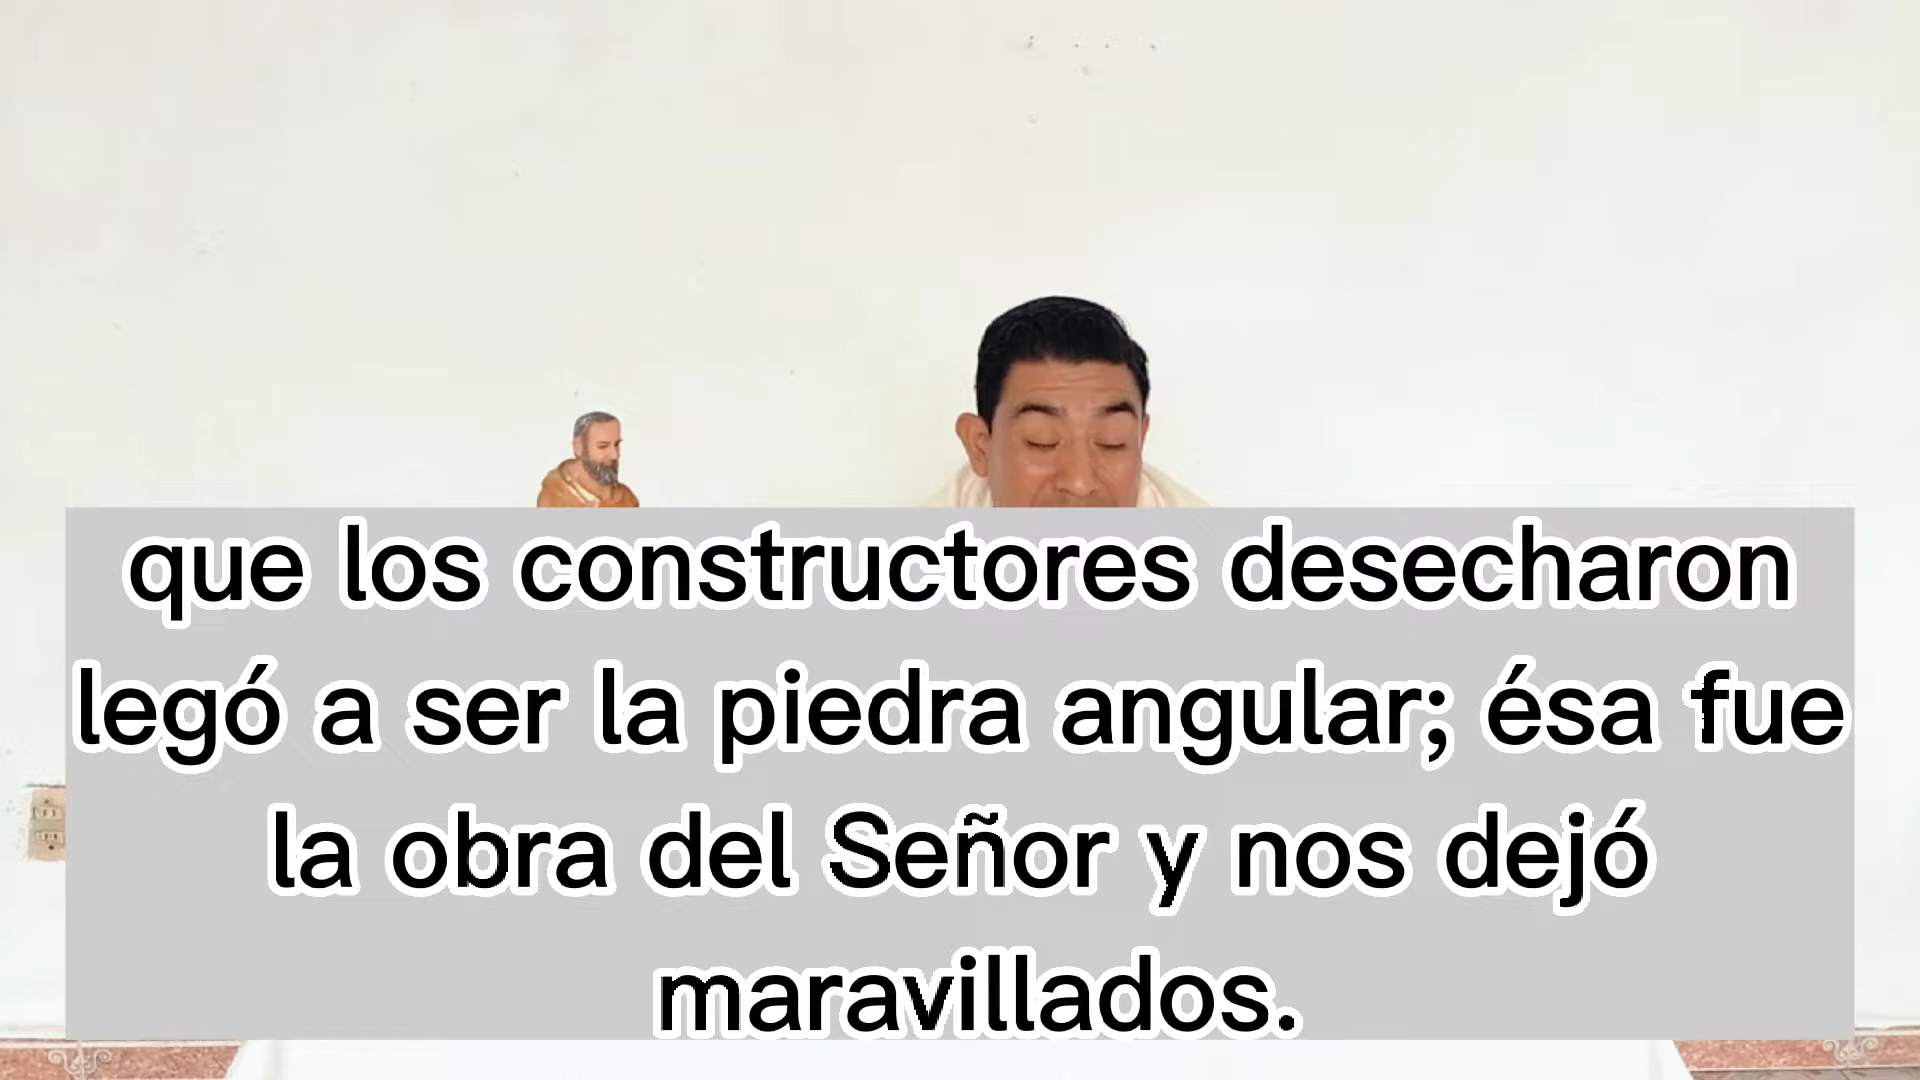 que los constructores desecharon
legó a ser la piedra angular; ésa fue
la obra del Señor y nos dejó
maravillados.